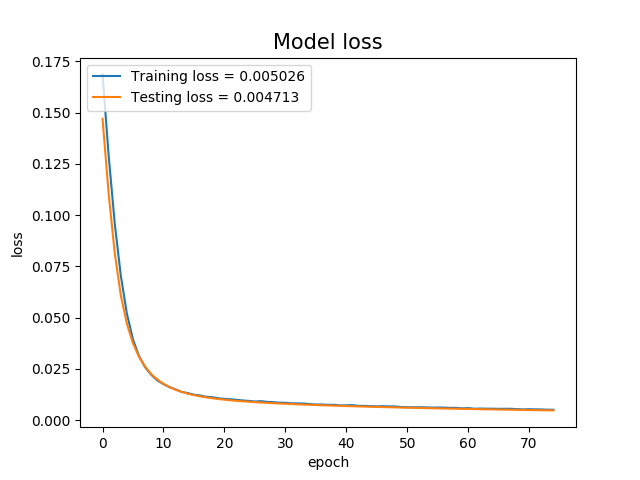 Model loss
Training loss = 0.005026
Testing loss = 0.004713
loss
0.175
0.150
0.125
0.100
0.075
0.050
0.025
0.000
0 10 20 30 40 50 60 70
epoch